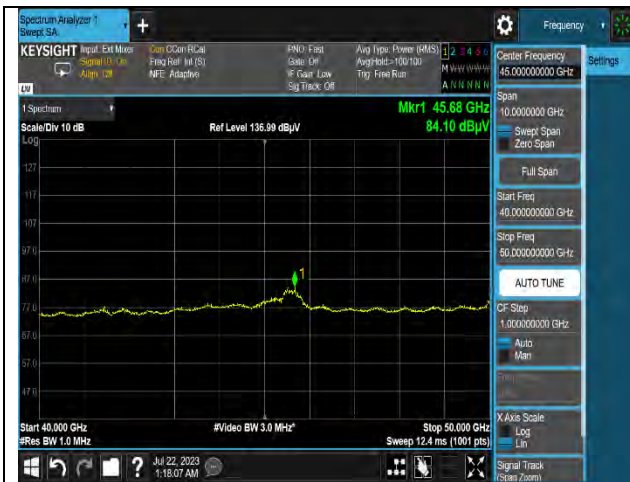 Spectrum Analyzer 1
Swept SA
+
Frequency
KEYSIGHT Input: Ext Mixer
Signal ID: On
Align: Off
Corr CCorr RCal
Freq Ref: Int (S)
NFE: Adaptive
PNO: Fast
Gate: Off
IF Gain: Low
Sig Track: Off
Avg Type: Power (RMS)
Avg|Hold:>100/100
Trig: Free Run
1 2 3 4 5 6
M W W W W W
A N N N N N
LXI
1 Spectrum
Scale/Div 10 dB
Log
Ref Level 136.99 dBµV
Mkr1 45.68 GHz
84.10 dBµV
127
117
107
97.0
87.0
77.0
67.0
57.0
47.0
1
Start 40.000 GHz
#Res BW 1.0 MHz
#Video BW 3.0 MHz*
Stop 50.000 GHz
Sweep 12.4 ms (1001 pts)
Jul 22, 2023
1:18:07 AM
Center Frequency
45.000000000 GHz
Settings
Span
10.0000000 GHz
Swept Span
Zero Span
Full Span
Start Freq
40.000000000 GHz
Stop Freq
50.000000000 GHz
AUTO TUNE
CF Step
1.000000000 GHz
Auto
Man
X Axis Scale
Log
Lin
Signal Track
(Span Zoom)